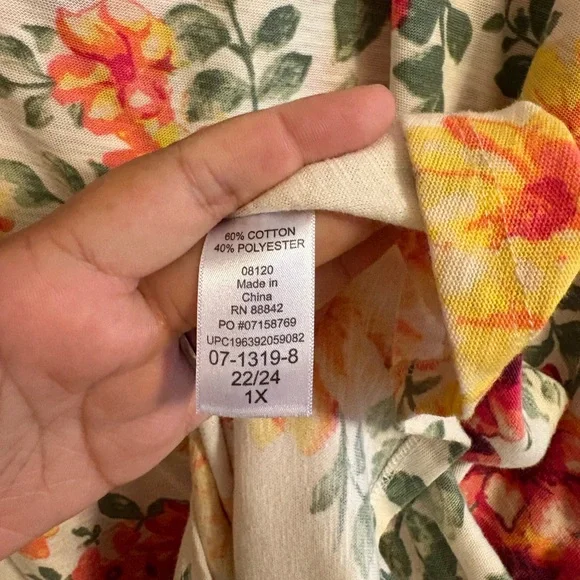 60% COTTON
40% POLYESTER
08120
Made in
China
RN 88842
PO #07158769
UPC196392059082
07-1319-8
22/24
1X